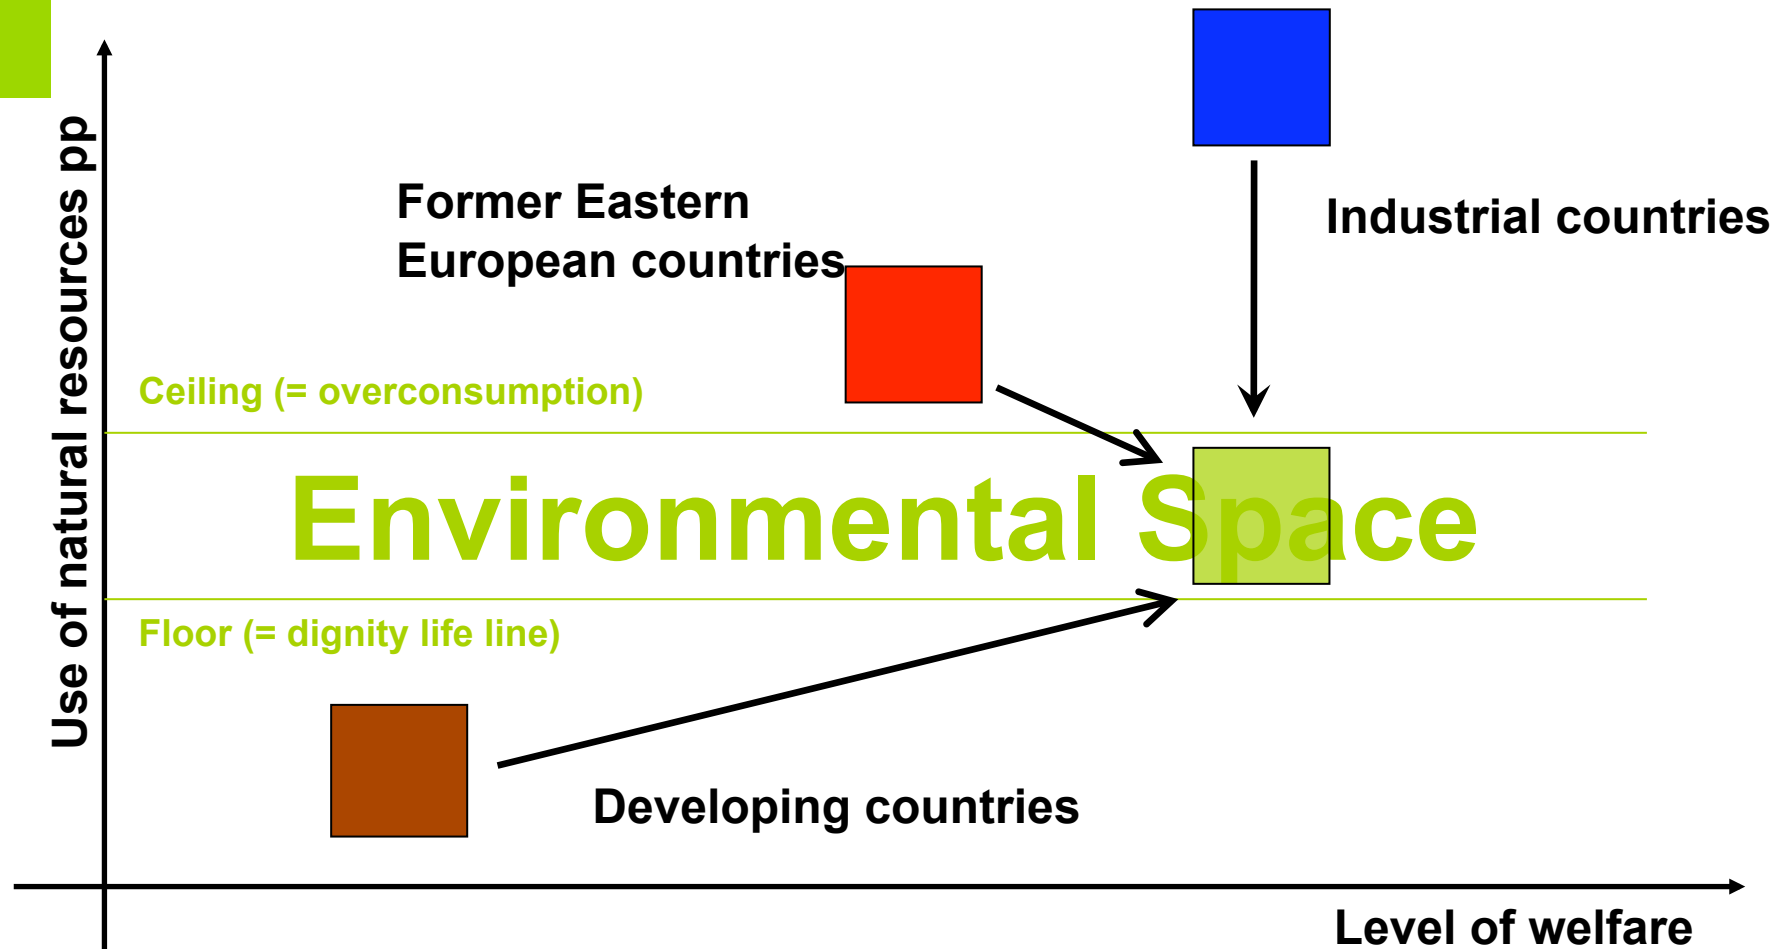 Use of natural resources pp
Former Eastern
European countries
Industrial countries
Ceiling (= overconsumption)
Environmental Space
Floor (= dignity life line)
Developing countries
Level of welfare